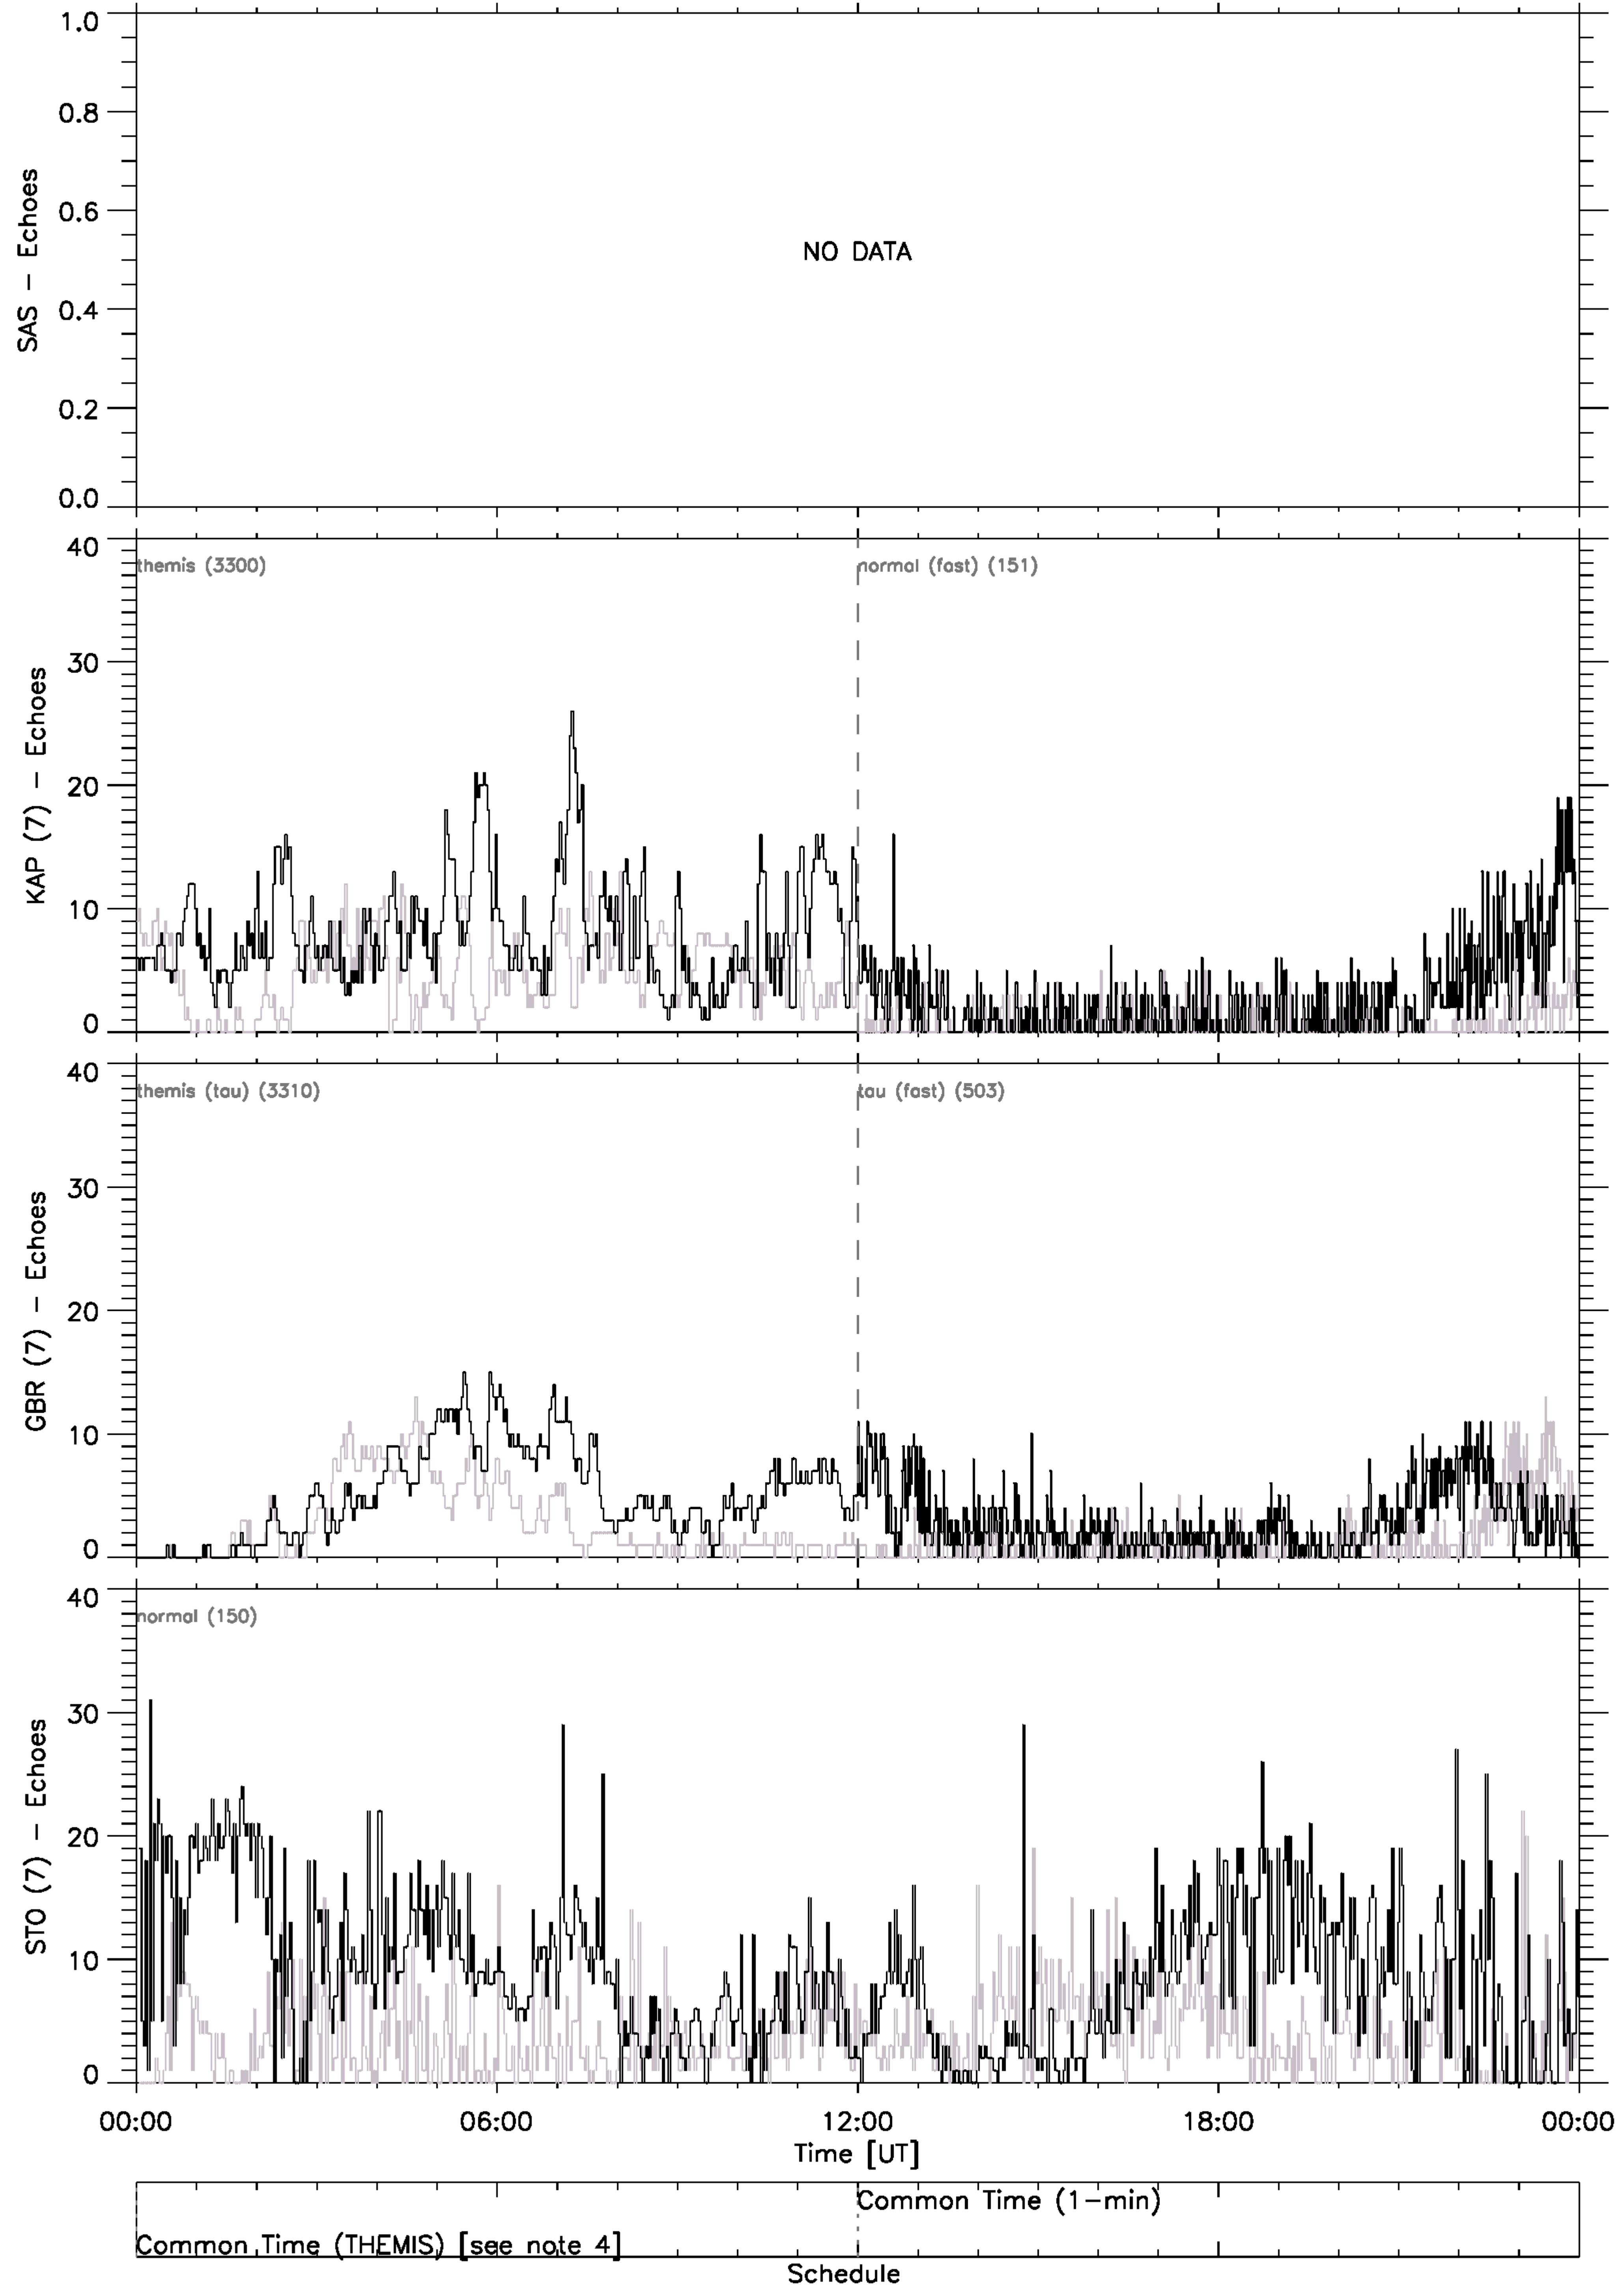 1.0
0.8
0.6
0.4
0.2
0.0
SAS - Echoes
NO DATA
40
30
20
10
0
KAP (7) - Echoes
themis (3300)
normal (fast) (151)
40
30
20
10
0
GBR (7) - Echoes
themis (tau) (3310)
tau (fast) (503)
40
30
20
10
0
STO (7) - Echoes
normal (150)
00:00 06:00 12:00 18:00 00:00
Time [UT]
Common Time (1-min)
Common Time (THEMIS) [see note 4]
Schedule